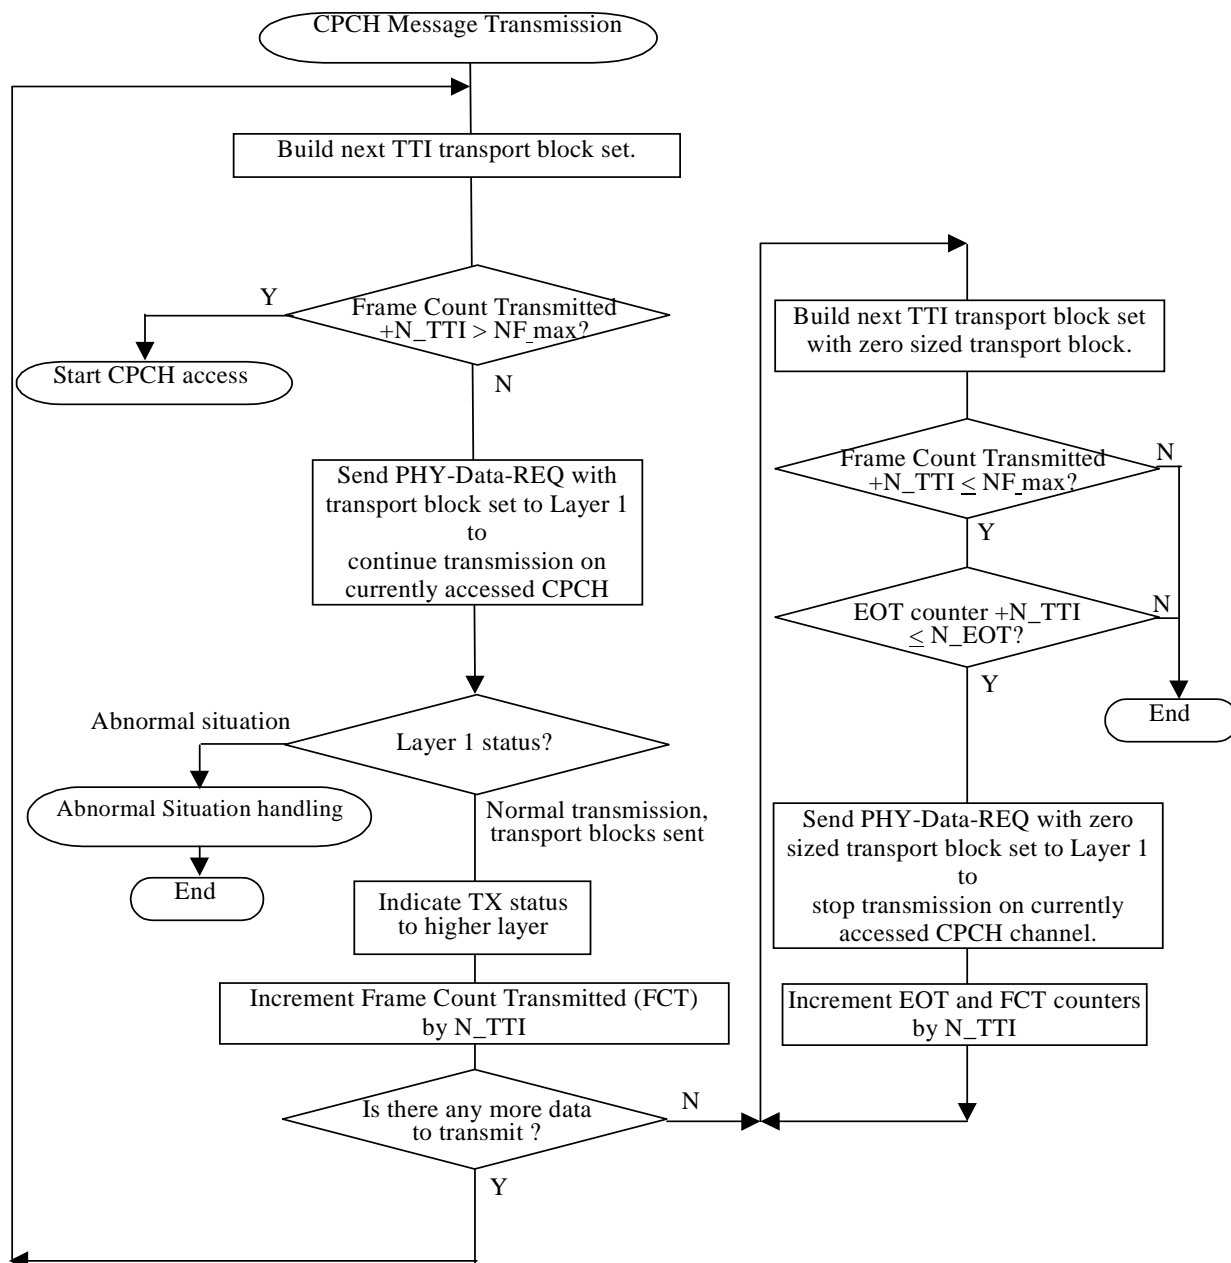 CPCH Message Transmission
Build next TTI transport block set.
Y
Frame Count Transmitted
+N_TTI > NF_max?
Start CPCH access
N
Send PHY-Data-REQ with
transport block set to Layer 1
to
continue transmission on
currently accessed CPCH
Abnormal situation
Layer 1 status?
Abnormal Situation handling
Normal transmission,
transport blocks sent
End
Indicate TX status
to higher layer
Increment Frame Count Transmitted (FCT)
by N_TTI
Is there any more data
to transmit ?
N
Y
Build next TTI transport block set
with zero sized transport block.
Frame Count Transmitted
+N_TTI ≤ NF_max?
N
Y
EOT counter +N_TTI
≤ N_EOT?
N
Y
End
Send PHY-Data-REQ with zero
sized transport block set to Layer 1
to
stop transmission on currently
accessed CPCH channel.
Increment EOT and FCT counters
by N_TTI